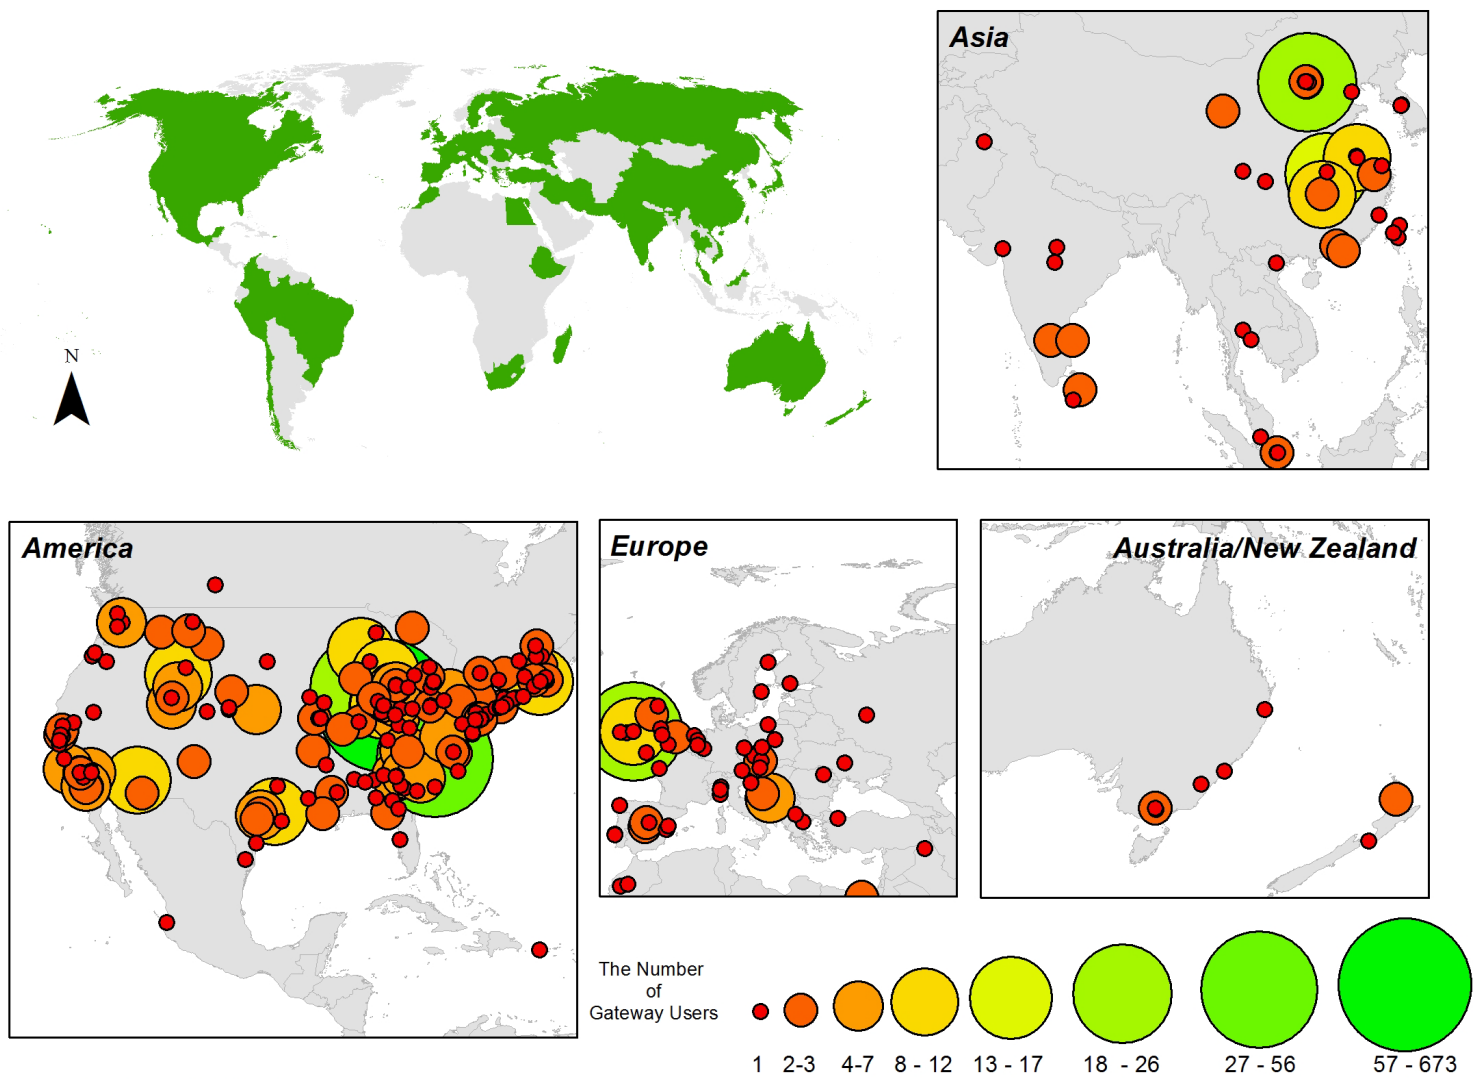 Asia
N
America
Europe
Australia/New Zealand
The Number
of
Gateway Users
1 2-3 4-7 8 - 12 13 - 17 18 - 26 27 - 56 57 - 673